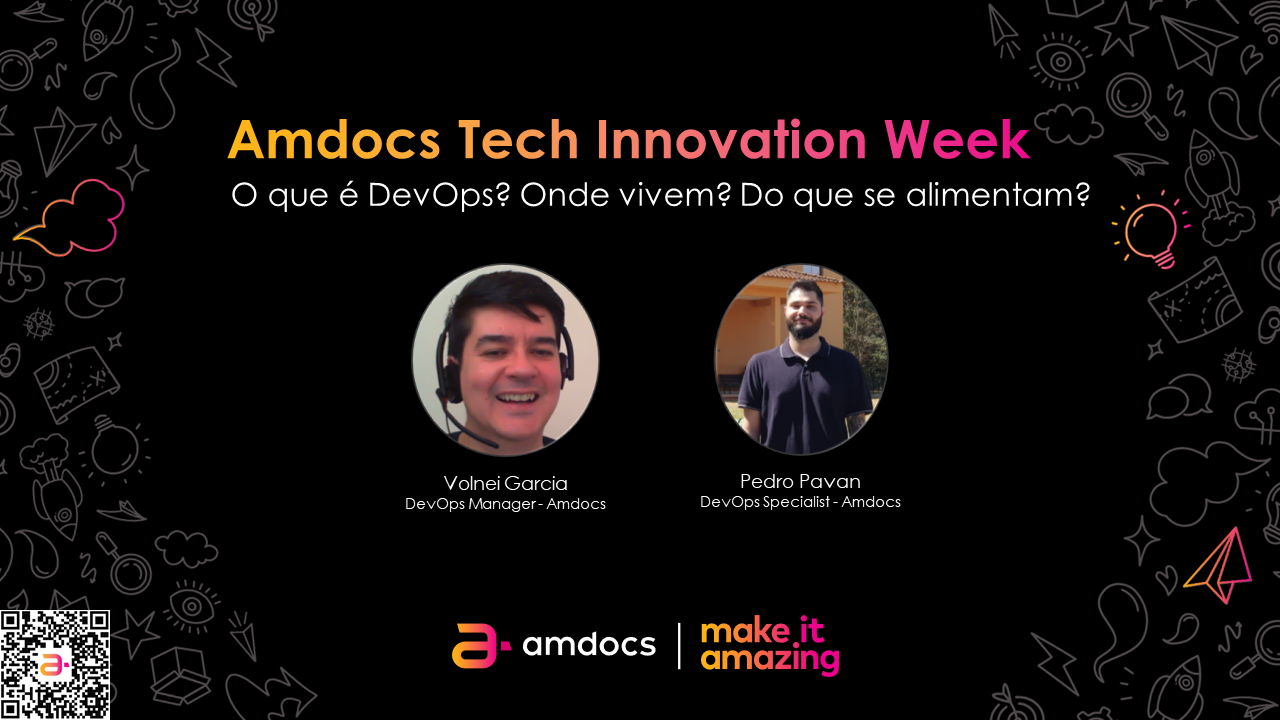 Amdocs Tech Innovation Week
O que é DevOps? Onde vivem? Do que se alimentam?
Volnei Garcia
DevOps Manager - Amdocs
Pedro Pavan
DevOps Specialist - Amdocs
a
amdocs
make it
amazing